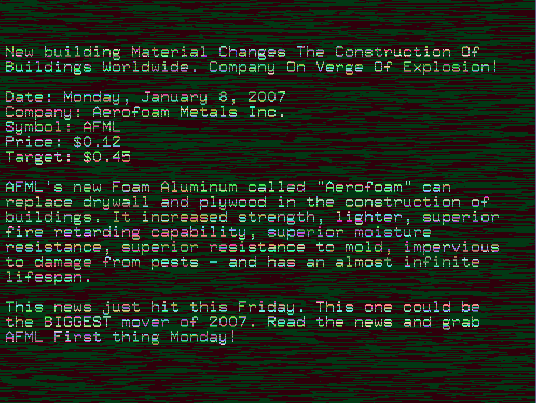 New building Material Changes The Construction Of
Buildings Worldwide. Company On Verge Of Explosion!
Date: Monday, January 8, 2007
Company: Aerofoam Metals Inc.
Symbol: AFML
Price: $0.12
Target: $0.45
AFML's new Foam Aluminum called "Aerofoam" can
replace drywall and plywood in the construction of
buildings. It increased strength, lighter, superior
fire retarding capability, superior moisture
resistance, superior resistance to mold, impervious
to damage from pests - and has an almost infinite
lifespan.
This news just hit this Friday. This one could be
the BIGGEST mover of 2007. Read the news and grab
AFML First thing Monday!